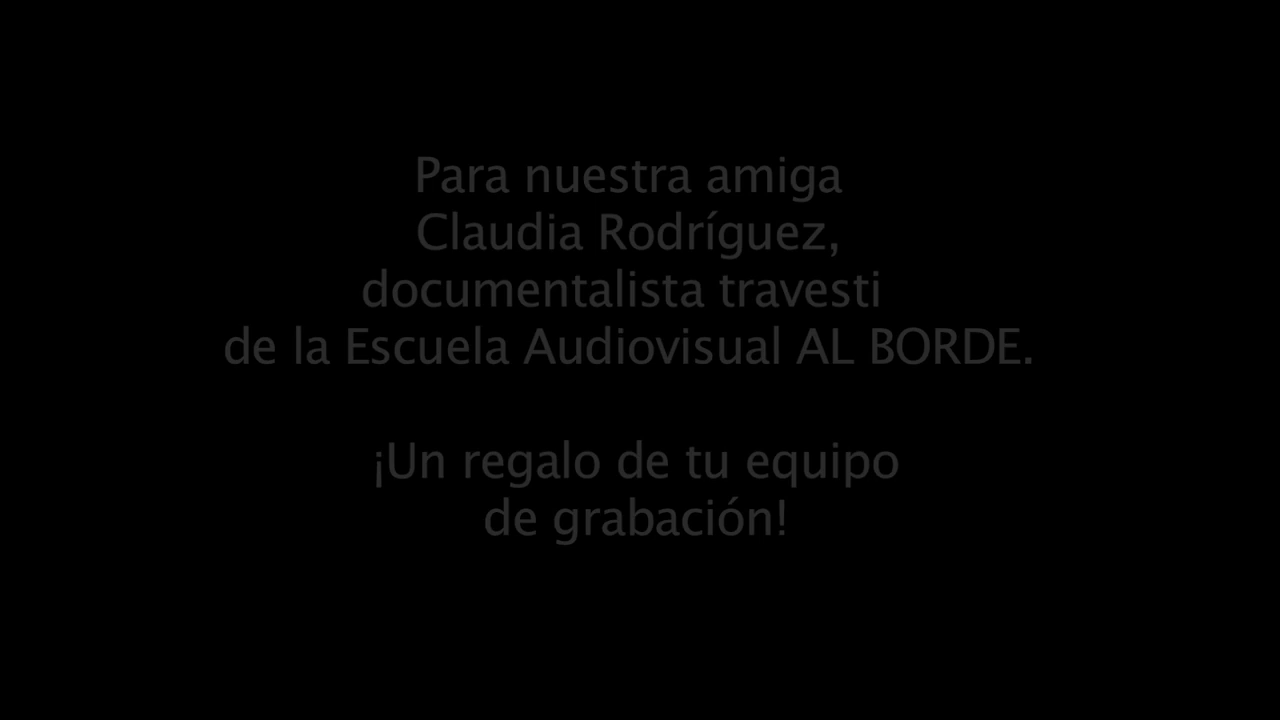 Para nuestra amiga
Claudia Rodríguez,
documentalista travesti
de la Escuela Audiovisual AL BORDE.
¡Un regalo de tu equipo
de grabación!